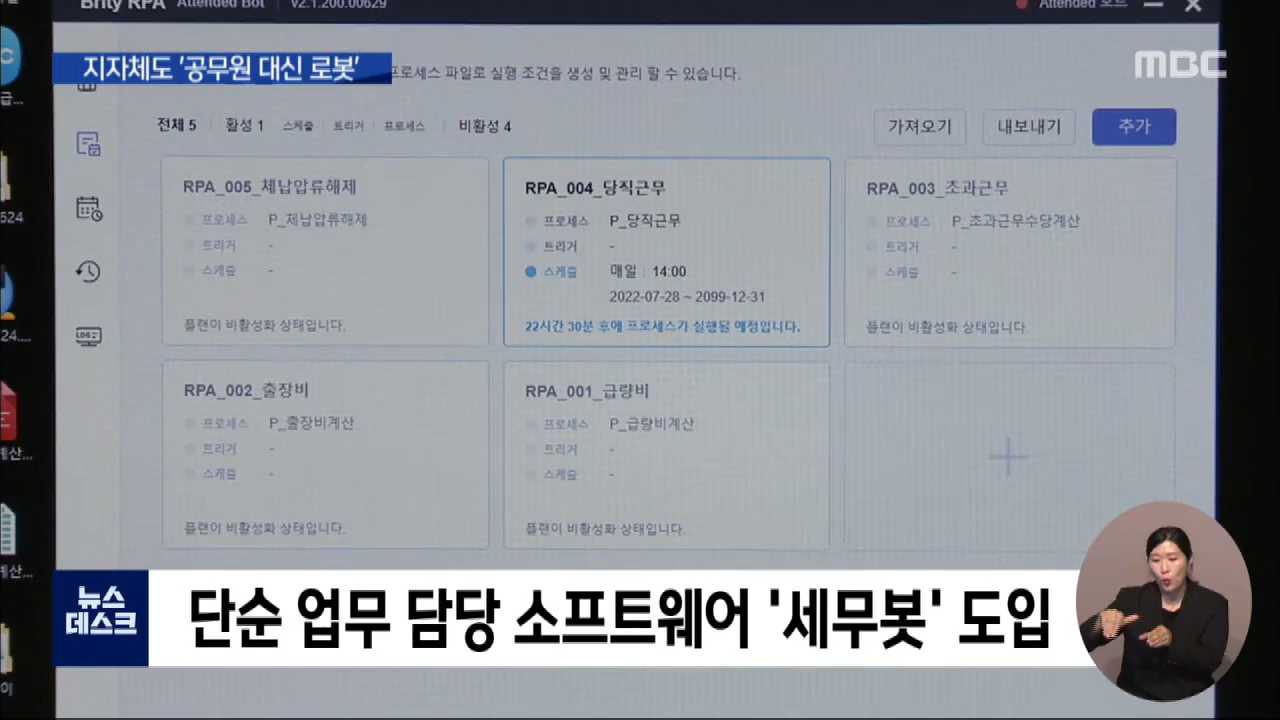 Brity RPA Attended Bot | V2.1.200.00629
Attended 모드
지자체도 '공무원 대신 로봇'
프로세스 파일로 실행 조건을 생성 및 관리 할 수 있습니다.
MBC
전체 5 활성 1 스케줄 트리거 프로세스 비활성 4
가져오기 내보내기 추가
RPA_005_체납압류해제
프로세스 P_체납압류해제
트리거 -
스케줄 -
플랜이 비활성화 상태입니다.
RPA_004_당직근무
프로세스 P_당직근무
트리거 -
스케줄 매일 14:00
2022-07-28 ~ 2099-12-31
22시간 30분 후에 프로세스가 실행될 예정입니다.
RPA_003_초과근무
프로세스 P_초과근무수당계산
트리거 -
스케줄 -
플랜이 비활성화 상태입니다.
RPA_002_출장비
프로세스 P_출장비계산
트리거 -
스케줄 -
플랜이 비활성화 상태입니다.
RPA_001_급량비
프로세스 P_급량비계산
트리거 -
스케줄 -
플랜이 비활성화 상태입니다.
LOG
뉴스
데스크
단순 업무 담당 소프트웨어 '세무봇' 도입